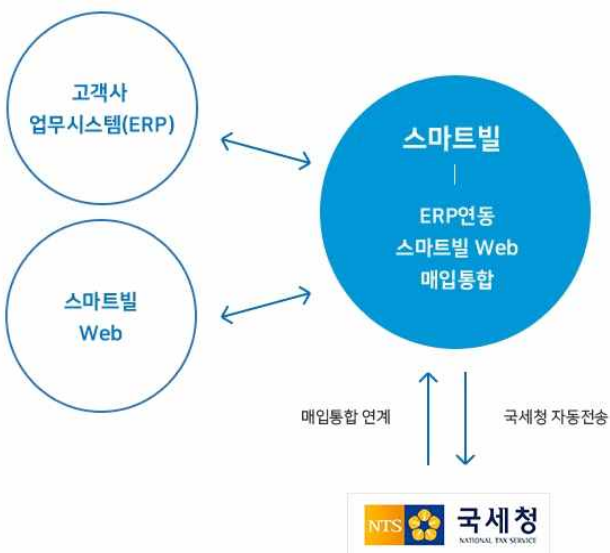 고객사
업무시스템(ERP)
스마트빌
ERP연동
스마트빌 Web
매입통합
스마트빌
Web
매입통합 연계
국세청 자동전송
NTS
국세청
NATIONAL TAX SERVICE